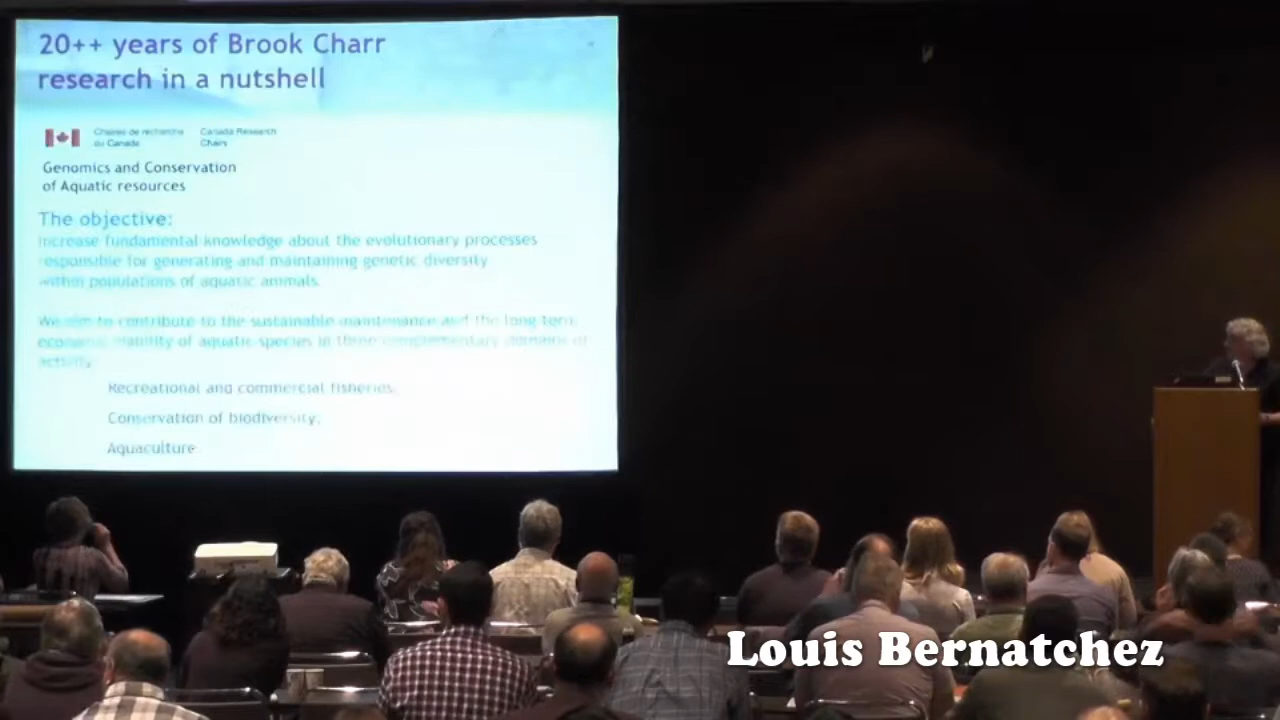 20++ years of Brook Charr
research in a nutshell
Chaires de recherche
du Canada
Canada Research
Chairs
Genomics and Conservation
of Aquatic resources
The objective:
Increase fundamental knowledge about the evolutionary processes
responsible for generating and maintaining genetic diversity
within populations of aquatic animals.
We aim to contribute to the sustainable maintenance and the long term
economic viability of aquatic species in three complementary domains of
activity:
Recreational and commercial fisheries;
Conservation of biodiversity;
Aquaculture
Louis Bernatchez